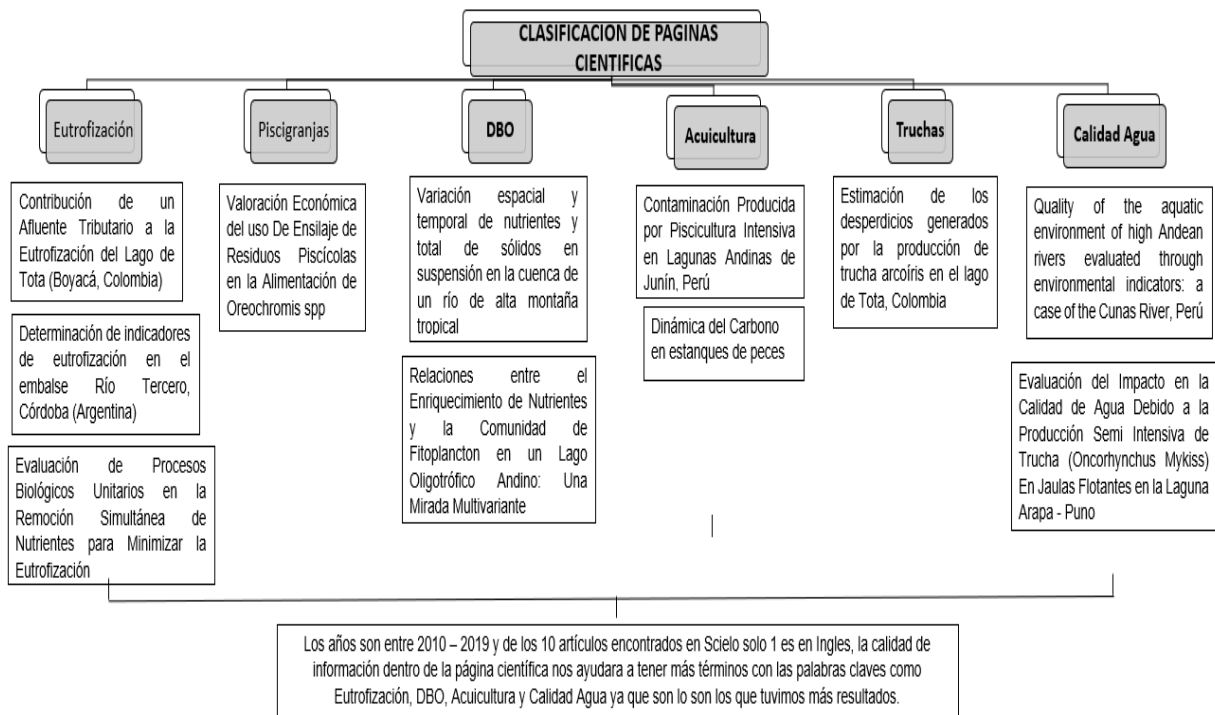 CLASIFICACION DE PAGINAS
CIENTIFICAS
Eutrofización
Piscigranjas
DBO
Acuicultura
Truchas
Calidad Agua
Contribución de un
Afluente Tributario a la
Eutrofización del Lago de
Tota (Boyacá, Colombia)
Determinación de indicadores
de eutrofización en el
embalse Río Tercero,
Córdoba (Argentina)
Evaluación de Procesos
Biológicos Unitarios en la
Remoción Simultánea de
Nutrientes para Minimizar la
Eutrofización
Valoración Económica
del uso De Ensilaje de
Residuos Piscícolas
en la Alimentación de
Oreochromis spp
Variación espacial y
temporal de nutrientes y
total de sólidos en
suspensión en la cuenca de
un río de alta montaña
tropical
Relaciones entre el
Enriquecimiento de Nutrientes
y la Comunidad de
Fitoplancton en un Lago
Oligotrófico Andino: Una
Mirada Multivariante
Contaminación Producida
por Piscicultura Intensiva
en Lagunas Andinas de
Junín, Perú
Dinámica del Carbono
en estanques de peces
Estimación de los
desperdicios generados
por la producción de
trucha arcoíris en el lago
de Tota, Colombia
Quality of the aquatic
environment of high Andean
rivers evaluated through
environmental indicators: a
case of the Cunas River, Perú
Evaluación del Impacto en la
Calidad de Agua Debido a la
Producción Semi Intensiva de
Trucha (Oncorhynchus Mykiss)
En Jaulas Flotantes en la Laguna
Arapa - Puno
Los años son entre 2010 – 2019 y de los 10 artículos encontrados en Scielo solo 1 es en Ingles, la calidad de
información dentro de la página científica nos ayudara a tener más términos con las palabras claves como
Eutrofización, DBO, Acuicultura y Calidad Agua ya que son lo son los que tuvimos más resultados.